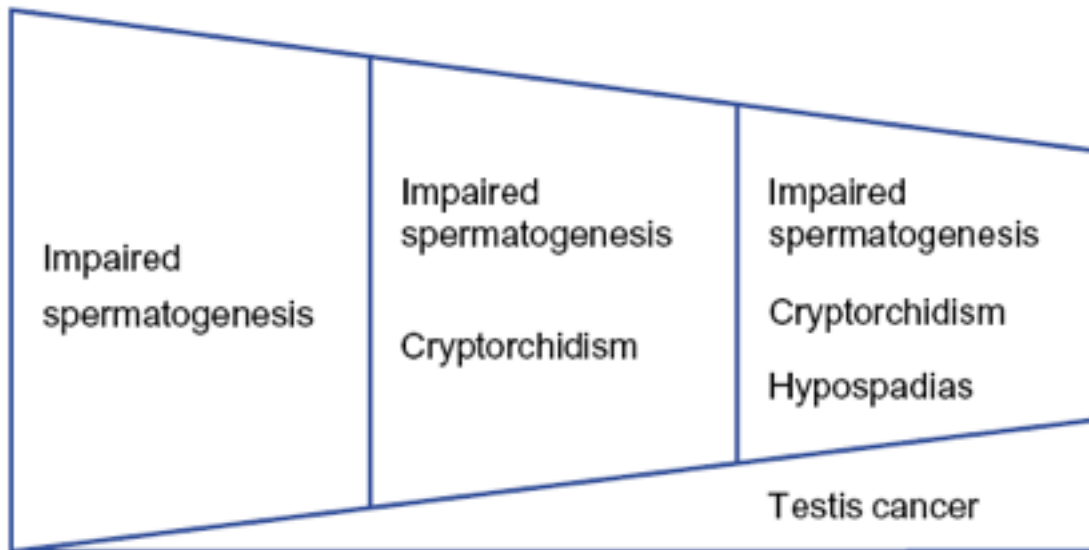 Impaired
spermatogenesis
Impaired
spermatogenesis
Cryptorchidism
Impaired
spermatogenesis
Cryptorchidism
Hypospadias
Testis cancer